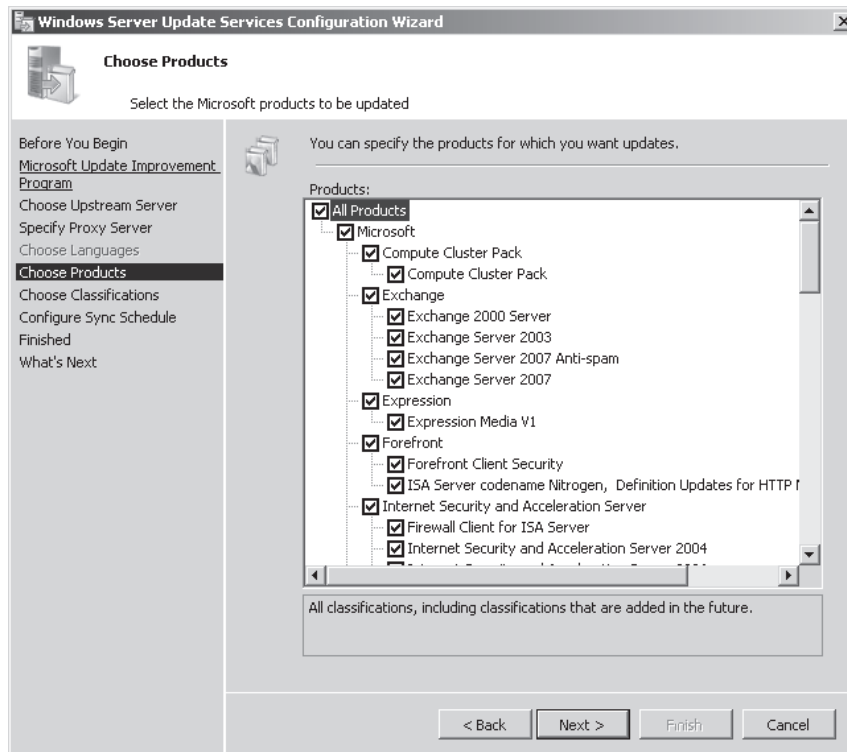 Windows Server Update Services Configuration Wizard
Choose Products
Select the Microsoft products to be updated
Before You Begin
Microsoft Update Improvement
Program
Choose Upstream Server
Specify Proxy Server
Choose Languages
Choose Products
Choose Classifications
Configure Sync Schedule
Finished
What's Next
You can specify the products for which you want updates.
Products:
All Products
Microsoft
Compute Cluster Pack
Compute Cluster Pack
Exchange
Exchange 2000 Server
Exchange Server 2003
Exchange Server 2007 Anti-spam
Exchange Server 2007
Expression
Expression Media V1
Forefront
Forefront Client Security
ISA Server codename Nitrogen, Definition Updates for HTTP
Internet Security and Acceleration Server
Firewall Client for ISA Server
Internet Security and Acceleration Server 2004
All classifications, including classifications that are added in the future.
< Back
Next >
Finish
Cancel